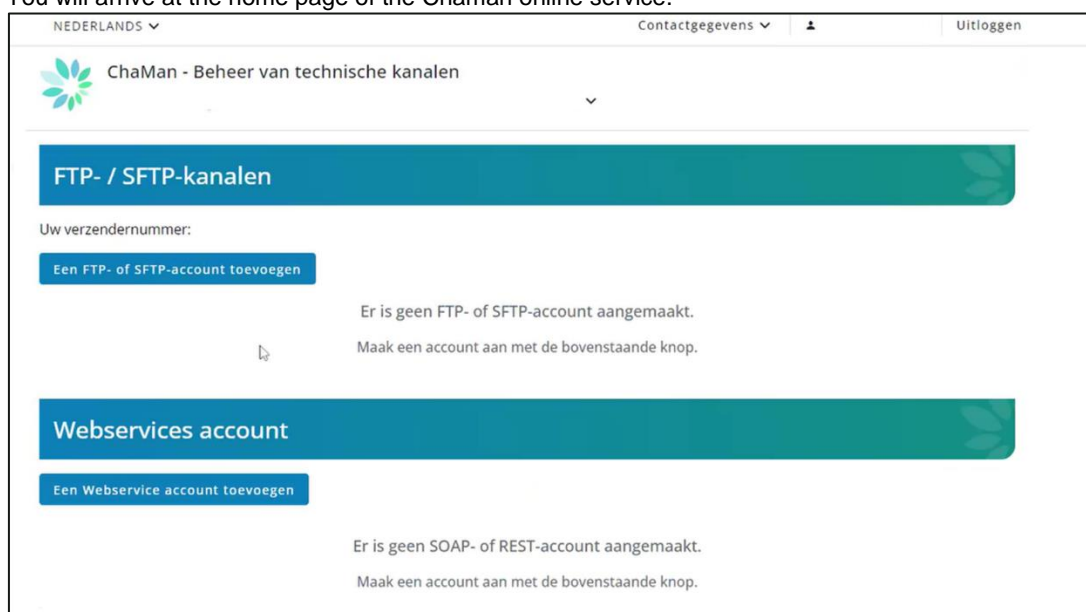 You will arrive at the home page of the Chaman online service.
NEDERLANDS
Contactgegevens
Uitloggen
ChaMan - Beheer van technische kanalen
FTP- / SFTP-kanalen
Uw verzendernummer:
Een FTP- of SFTP-account toevoegen
Er is geen FTP- of SFTP-account aangemaakt.
Maak een account aan met de bovenstaande knop.
Webservices account
Een Webservice account toevoegen
Er is geen SOAP- of REST-account aangemaakt.
Maak een account aan met de bovenstaande knop.